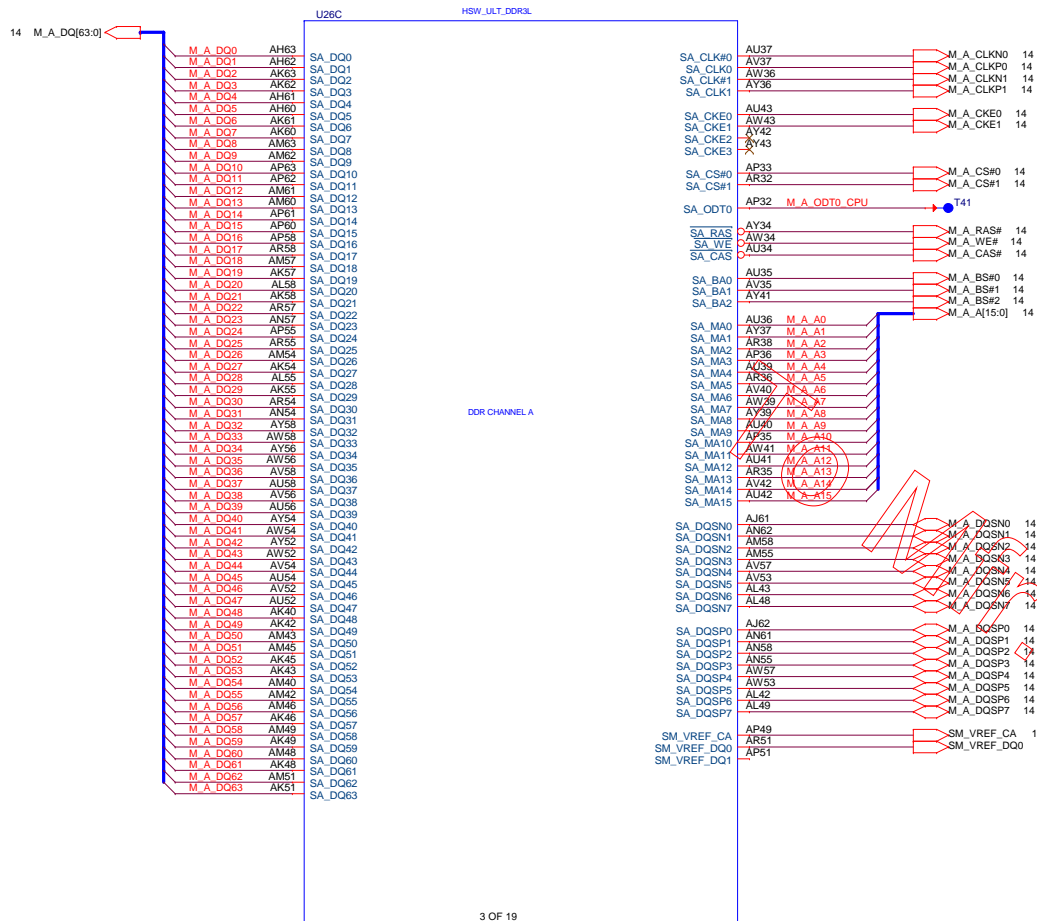 U26C
HSW_ULT_DDR3L
14 M_A_DQ[63:0]
M_A_DQ0 AH63 SA_DQ0
M_A_DQ1 AH62 SA_DQ1
M_A_DQ2 AK63 SA_DQ2
M_A_DQ3 AK62 SA_DQ3
M_A_DQ4 AH61 SA_DQ4
M_A_DQ5 AH60 SA_DQ5
M_A_DQ6 AK61 SA_DQ6
M_A_DQ7 AK60 SA_DQ7
M_A_DQ8 AM63 SA_DQ8
M_A_DQ9 AM62 SA_DQ9
M_A_DQ10 AP63 SA_DQ10
M_A_DQ11 AP62 SA_DQ11
M_A_DQ12 AM61 SA_DQ12
M_A_DQ13 AM60 SA_DQ13
M_A_DQ14 AP61 SA_DQ14
M_A_DQ15 AP60 SA_DQ15
M_A_DQ16 AP58 SA_DQ16
M_A_DQ17 AR58 SA_DQ17
M_A_DQ18 AM57 SA_DQ18
M_A_DQ19 AK57 SA_DQ19
M_A_DQ20 AL58 SA_DQ20
M_A_DQ21 AK58 SA_DQ21
M_A_DQ22 AR57 SA_DQ22
M_A_DQ23 AN57 SA_DQ23
M_A_DQ24 AP55 SA_DQ24
M_A_DQ25 AR55 SA_DQ25
M_A_DQ26 AM54 SA_DQ26
M_A_DQ27 AK54 SA_DQ27
M_A_DQ28 AL55 SA_DQ28
M_A_DQ29 AK55 SA_DQ29
M_A_DQ30 AR54 SA_DQ30
M_A_DQ31 AN54 SA_DQ31
M_A_DQ32 AY58 SA_DQ32
M_A_DQ33 AW58 SA_DQ33
M_A_DQ34 AY56 SA_DQ34
M_A_DQ35 AW56 SA_DQ35
M_A_DQ36 AV58 SA_DQ36
M_A_DQ37 AU58 SA_DQ37
M_A_DQ38 AV56 SA_DQ38
M_A_DQ39 AU56 SA_DQ39
M_A_DQ40 AY54 SA_DQ40
M_A_DQ41 AW54 SA_DQ41
M_A_DQ42 AY52 SA_DQ42
M_A_DQ43 AW52 SA_DQ43
M_A_DQ44 AV54 SA_DQ44
M_A_DQ45 AU54 SA_DQ45
M_A_DQ46 AV52 SA_DQ46
M_A_DQ47 AU52 SA_DQ47
M_A_DQ48 AK40 SA_DQ48
M_A_DQ49 AK42 SA_DQ49
M_A_DQ50 AM43 SA_DQ50
M_A_DQ51 AM45 SA_DQ51
M_A_DQ52 AK45 SA_DQ52
M_A_DQ53 AK43 SA_DQ53
M_A_DQ54 AM40 SA_DQ54
M_A_DQ55 AM42 SA_DQ55
M_A_DQ56 AM46 SA_DQ56
M_A_DQ57 AK46 SA_DQ57
M_A_DQ58 AM49 SA_DQ58
M_A_DQ59 AK49 SA_DQ59
M_A_DQ60 AM48 SA_DQ60
M_A_DQ61 AK48 SA_DQ61
M_A_DQ62 AM51 SA_DQ62
M_A_DQ63 AK51 SA_DQ63
DDR CHANNEL A
SA_CLK#0 AU37 M_A_CLKN0 14
SA_CLK0 AV37 M_A_CLKP0 14
SA_CLK#1 AW36 M_A_CLKN1 14
SA_CLK1 AY36 M_A_CLKP1 14
SA_CKE0 AU43 M_A_CKE0 14
SA_CKE1 AW43 M_A_CKE1 14
SA_CKE2 AY42
SA_CKE3 AY43
SA_CS#0 AP33 M_A_CS#0 14
SA_CS#1 AR32 M_A_CS#1 14
SA_ODT0 AP32 M_A_ODT0_CPU T41
SA_RAS AY34 M_A_RAS# 14
SA_WE AW34 M_A_WE# 14
SA_CAS AU34 M_A_CAS# 14
SA_BA0 AU35 M_A_BS#0 14
SA_BA1 AV35 M_A_BS#1 14
SA_BA2 AY41 M_A_BS#2 14
M_A_A[15:0] 14
SA_MA0 AU36 M_A_A0
SA_MA1 AY37 M_A_A1
SA_MA2 AR38 M_A_A2
SA_MA3 AP36 M_A_A3
SA_MA4 AU39 M_A_A4
SA_MA5 AR36 M_A_A5
SA_MA6 AV40 M_A_A6
SA_MA7 AW39 M_A_A7
SA_MA8 AY39 M_A_A8
SA_MA9 AU40 M_A_A9
SA_MA10 AP35 M_A_A10
SA_MA11 AW41 M_A_A11
SA_MA12 AU41 M_A_A12
SA_MA13 AR35 M_A_A13
SA_MA14 AV42 M_A_A14
SA_MA15 AU42 M_A_A15
SA_DQSN0 AJ61 M_A_DQSN0 14
SA_DQSN1 AN62 M_A_DQSN1 14
SA_DQSN2 AM58 M_A_DQSN2 14
SA_DQSN3 AM55 M_A_DQSN3 14
SA_DQSN4 AV57 M_A_DQSN4 14
SA_DQSN5 AV53 M_A_DQSN5 14
SA_DQSN6 AL43 M_A_DQSN6 14
SA_DQSN7 AL48 M_A_DQSN7 14
SA_DQSP0 AJ62 M_A_DQSP0 14
SA_DQSP1 AN61 M_A_DQSP1 14
SA_DQSP2 AN58 M_A_DQSP2 14
SA_DQSP3 AN55 M_A_DQSP3 14
SA_DQSP4 AW57 M_A_DQSP4 14
SA_DQSP5 AW53 M_A_DQSP5 14
SA_DQSP6 AL42 M_A_DQSP6 14
SA_DQSP7 AL49 M_A_DQSP7 14
SM_VREF_CA AP49 SM_VREF_CA 1
SM_VREF_DQ0 AR51 SM_VREF_DQ0
SM_VREF_DQ1 AP51
3 OF 19